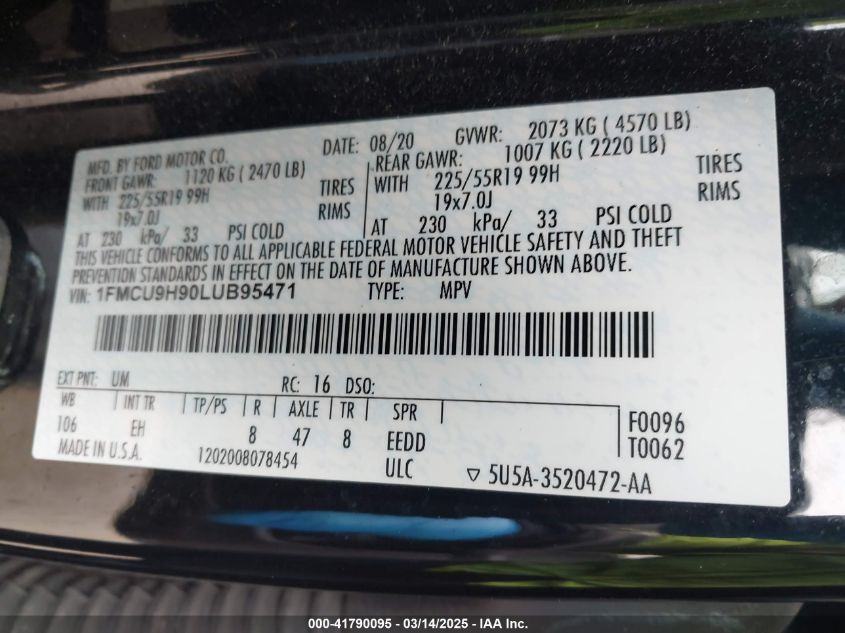 MFD. BY FORD MOTOR CO. DATE: 08/20 GVWR: 2073 KG ( 4570 LB)
FRONT GAWR: 1120 KG ( 2470 LB) REAR GAWR: 1007 KG ( 2220 LB)
WITH 225/55R19 99H TIRES WITH 225/55R19 99H TIRES
19x7.0J RIMS 19x7.0J RIMS
AT 230 kPa/ 33 PSI COLD AT 230 kPa/ 33 PSI COLD
THIS VEHICLE CONFORMS TO ALL APPLICABLE FEDERAL MOTOR VEHICLE SAFETY AND THEFT
PREVENTION STANDARDS IN EFFECT ON THE DATE OF MANUFACTURE SHOWN ABOVE.
VIN: 1FMCU9H90LUB95471 TYPE: MPV
EXT PNT: UM RC: 16 DSO:
WB INT TR TP/PS R AXLE TR SPR F0096
106 EH 8 47 8 EEDD T0062
MADE IN U.S.A. 1202008078454 ULC ▽ 5U5A-3520472-AA
000-41790095 - 03/14/2025 - IAA Inc.